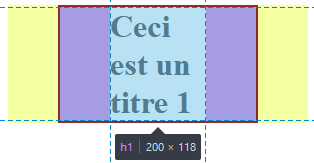 Ceci
est un
titre 1
h1 200 × 118